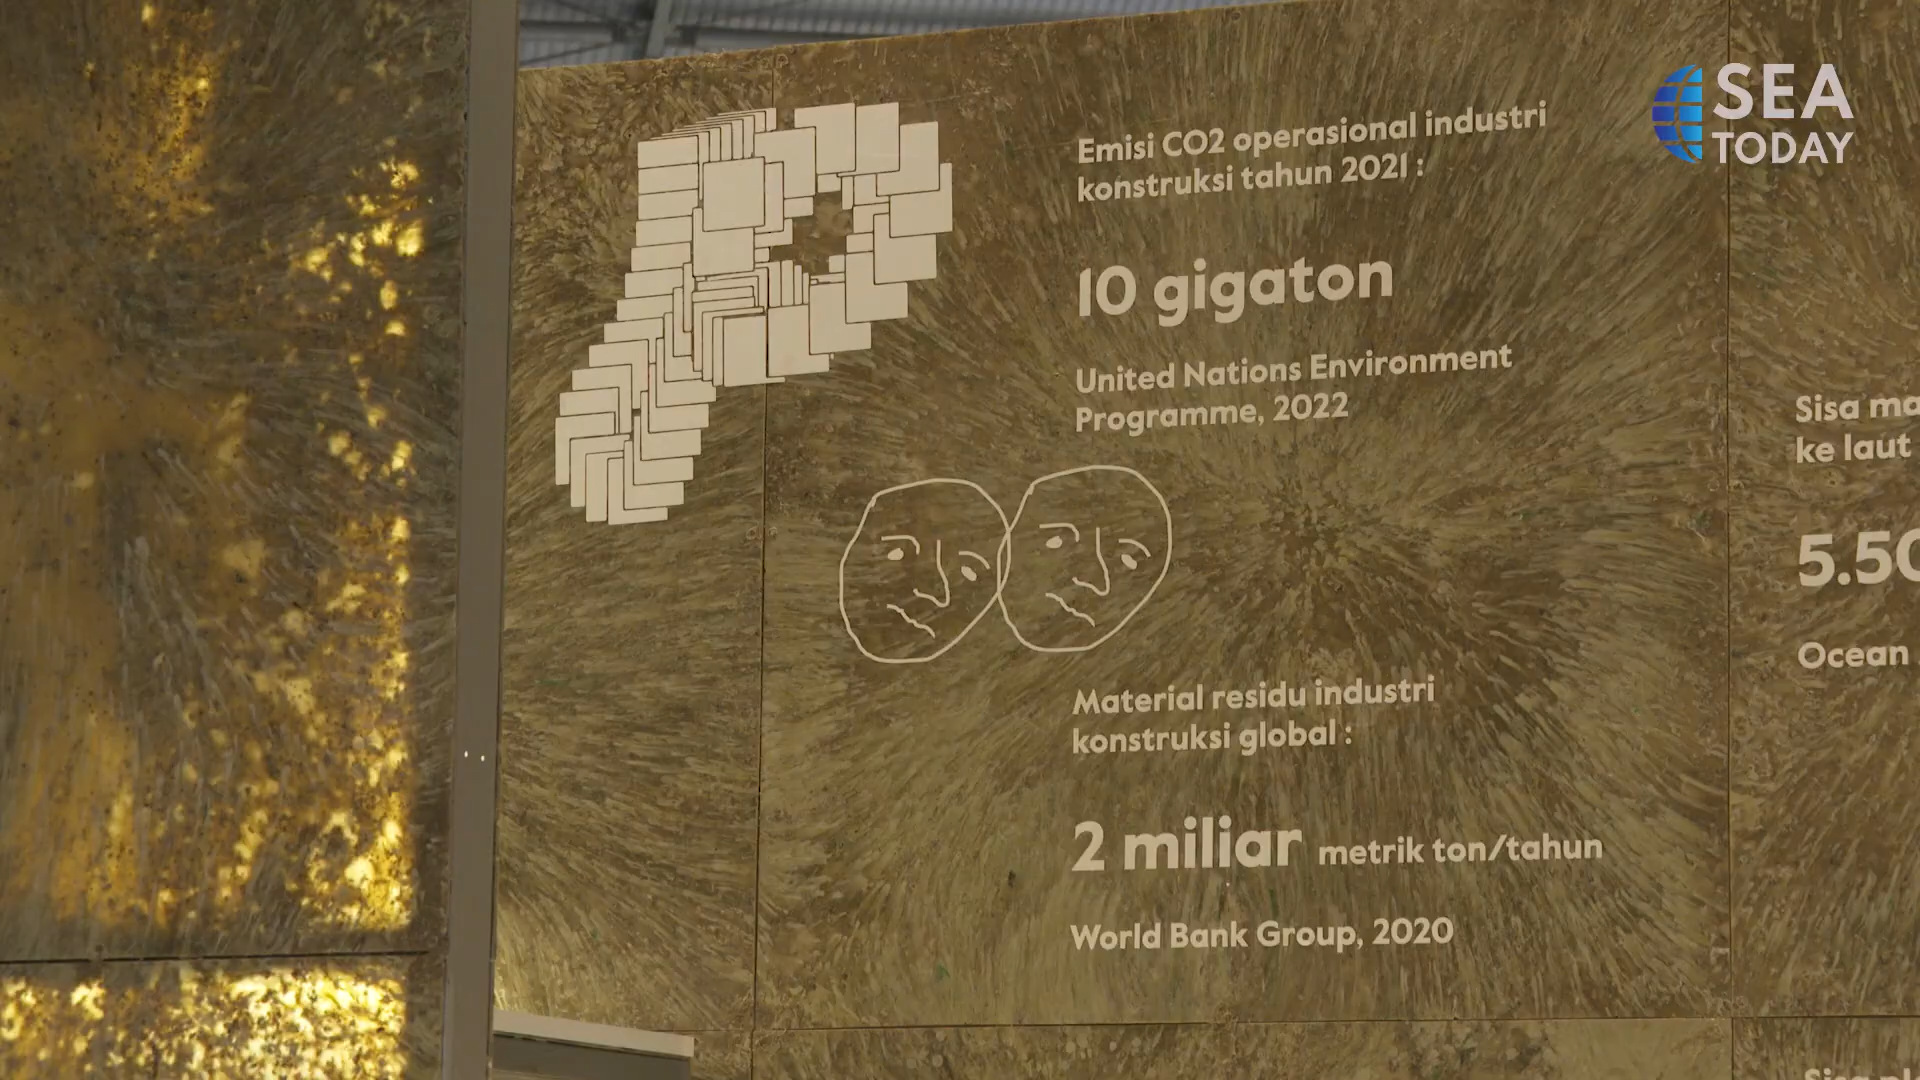 SEA
TODAY
Emisi CO2 operasional industri
konstruksi tahun 2021 :
10 gigaton
United Nations Environment
Programme, 2022
Material residu industri
konstruksi global :
2 miliar metrik ton/tahun
World Bank Group, 2020
Sisa
ke laut
Ocean